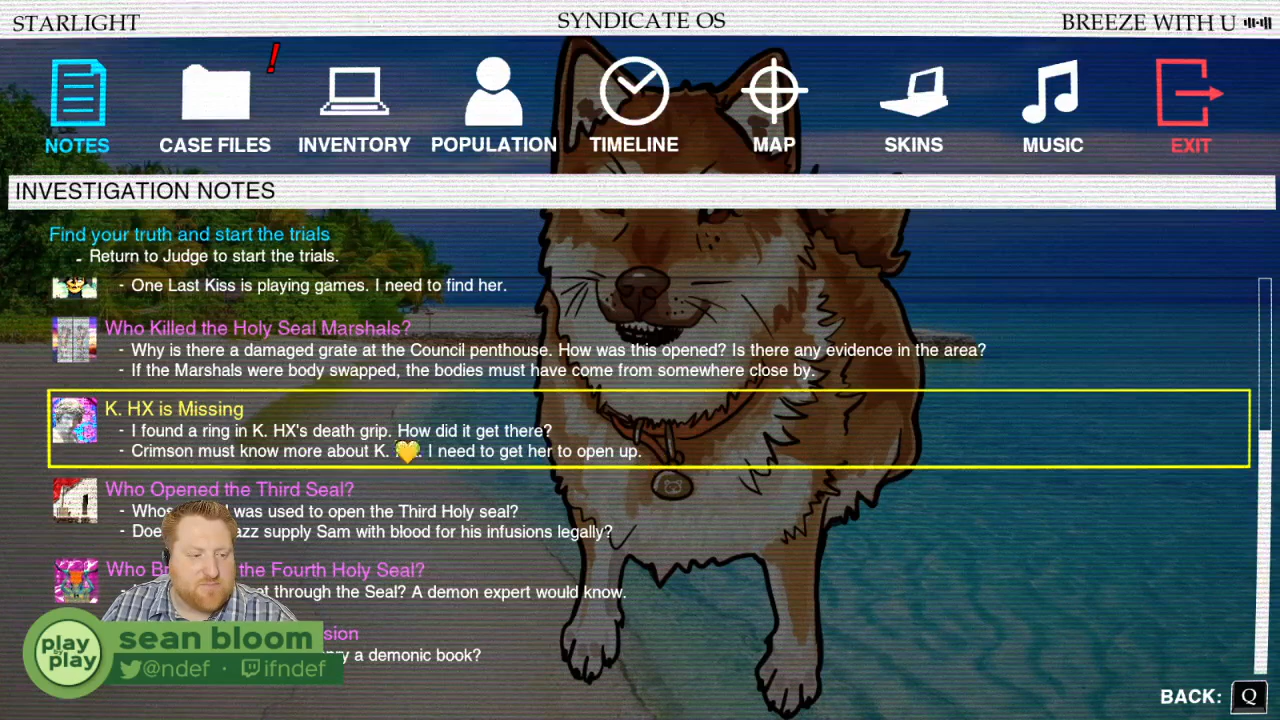 STARLIGHT
SYNDICATE OS
BREEZE WITH U
!
NOTES
CASE FILES
INVENTORY
POPULATION
TIMELINE
MAP
SKINS
MUSIC
EXIT
INVESTIGATION NOTES
Find your truth and start the trials
- Return to Judge to start the trials.
- One Last Kiss is playing games. I need to find her.
Who Killed the Holy Seal Marshals?
- Why is there a damaged grate at the Council penthouse. How was this opened? Is there any evidence in the area?
- If the Marshals were body swapped, the bodies must have come from somewhere close by.
K. HX is Missing
- I found a ring in K. HX's death grip. How did it get there?
- Crimson must know more about K. 💛. I need to get her to open up.
Who Opened the Third Seal?
- was used to open the Third Holy seal?
- supply Sam with blood for his infusions legally?
Who the Fourth Holy Seal?
through the Seal? A demon expert would know.
a demonic book?
play by play
sean bloom
@ndef · ifndef
BACK: Q